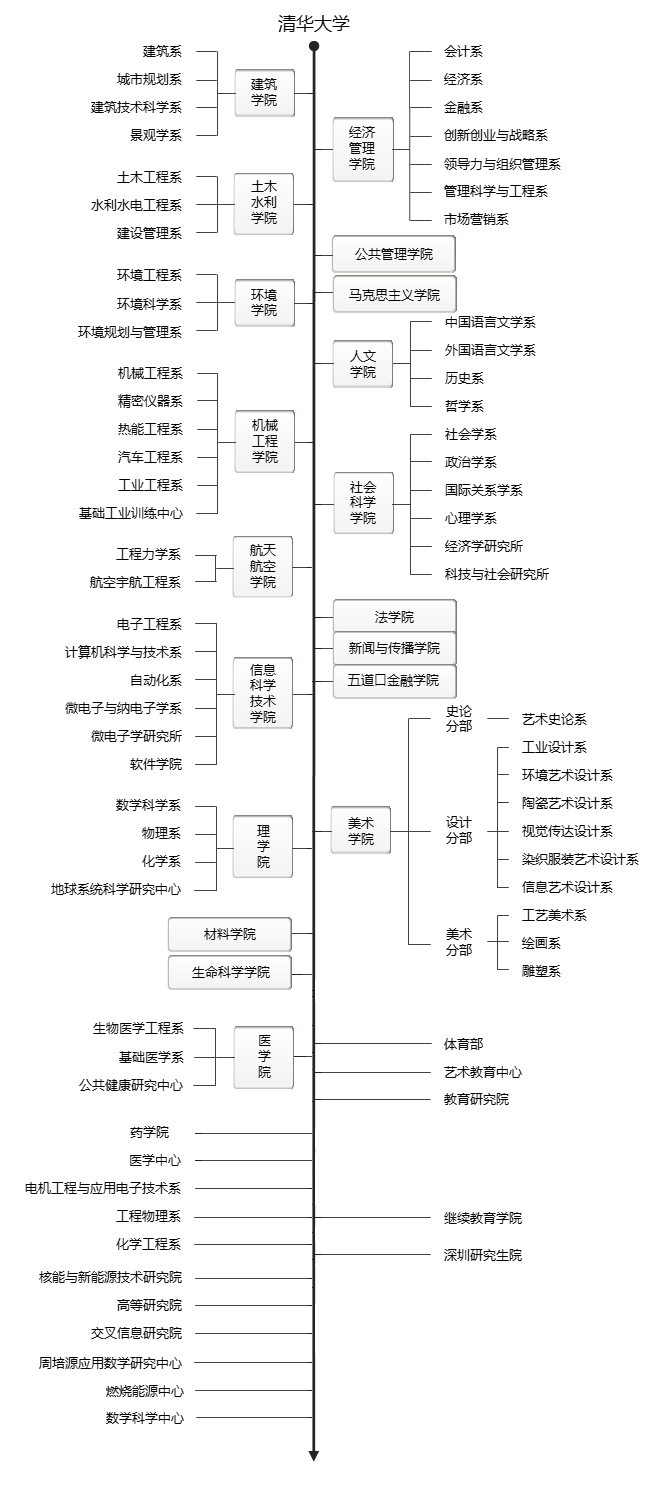 清华大学
建筑系
城市规划系
建筑技术科学系
景观学系
建筑
学院
土木工程系
水利水电工程系
建设管理系
土木
水利
学院
环境工程系
环境科学系
环境规划与管理系
环境
学院
机械工程系
精密仪器系
热能工程系
汽车工程系
工业工程系
基础工业训练中心
机械
工程
学院
工程力学系
航空宇航工程系
航天
航空
学院
电子工程系
计算机科学与技术系
自动化系
微电子与纳电子学系
微电子学研究所
软件学院
信息
科学
技术
学院
数学科学系
物理系
化学系
地球系统科学研究中心
理
学
院
材料学院
生命科学学院
生物医学工程系
基础医学系
公共健康研究中心
医
学
院
药学院
医学中心
电机工程与应用电子技术系
工程物理系
化学工程系
核能与新能源技术研究院
高等研究院
交叉信息研究院
周培源应用数学研究中心
燃烧能源中心
数学科学中心
经济
管理
学院
会计系
经济系
金融系
创新创业与战略系
领导力与组织管理系
管理科学与工程系
市场营销系
公共管理学院
马克思主义学院
人文
学院
中国语言文学系
外国语言文学系
历史系
哲学系
社会
科学
学院
社会学系
政治学系
国际关系学系
心理学系
经济学研究所
科技与社会研究所
法学院
新闻与传播学院
五道口金融学院
美术
学院
史论
分部
艺术史论系
设计
分部
工业设计系
环境艺术设计系
陶瓷艺术设计系
视觉传达设计系
染织服装艺术设计系
信息艺术设计系
美术
分部
工艺美术系
绘画系
雕塑系
体育部
艺术教育中心
教育研究院
继续教育学院
深圳研究生院